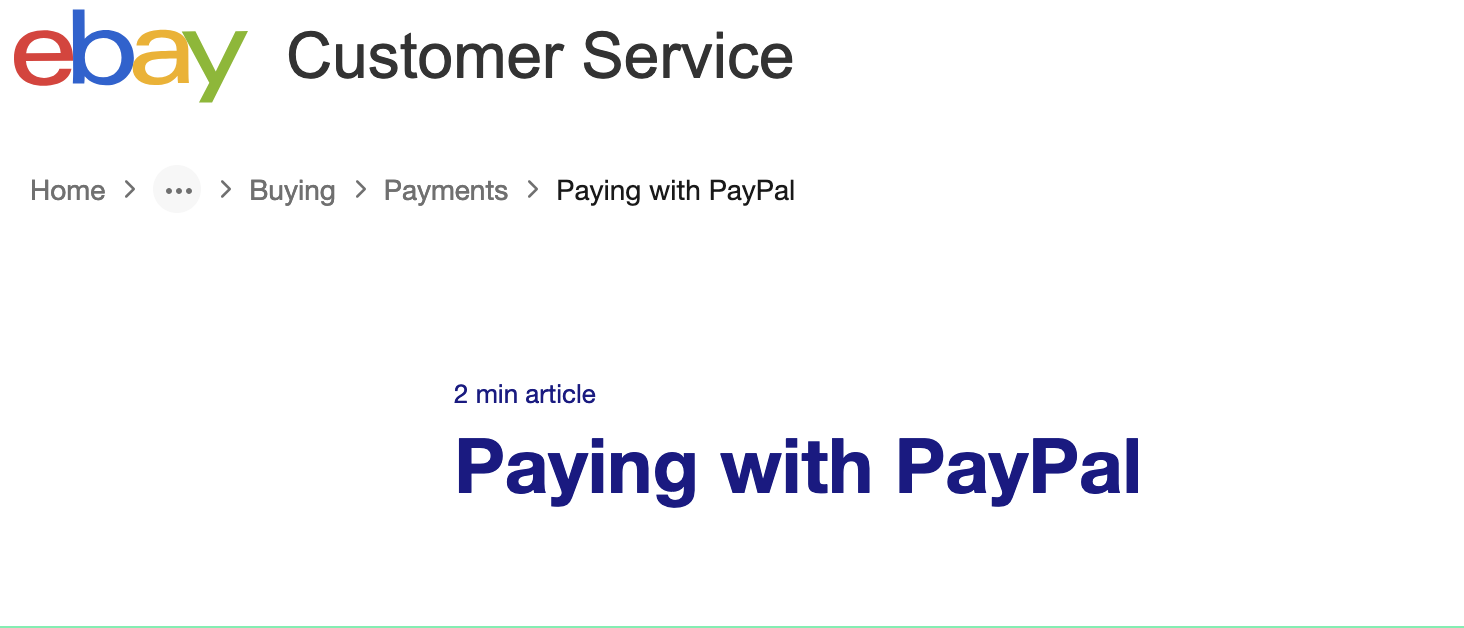 ebay Customer Service
Home > ... > Buying > Payments > Paying with PayPal
2 min article
Paying with PayPal